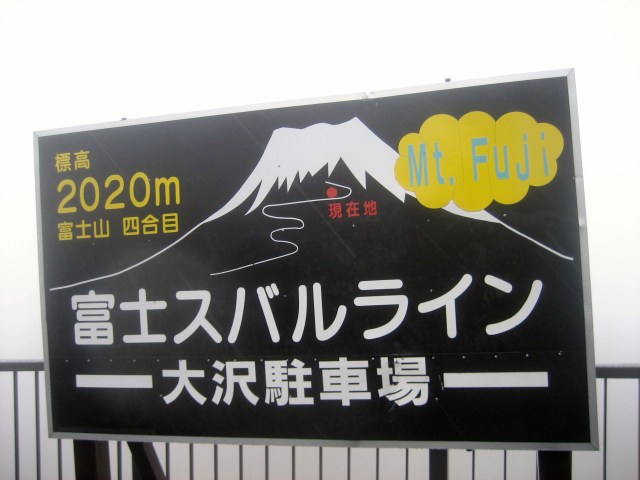 標高
2020m
富士山 四合目
Mt. Fuji
現在地
富士スバルライン
大沢駐車場